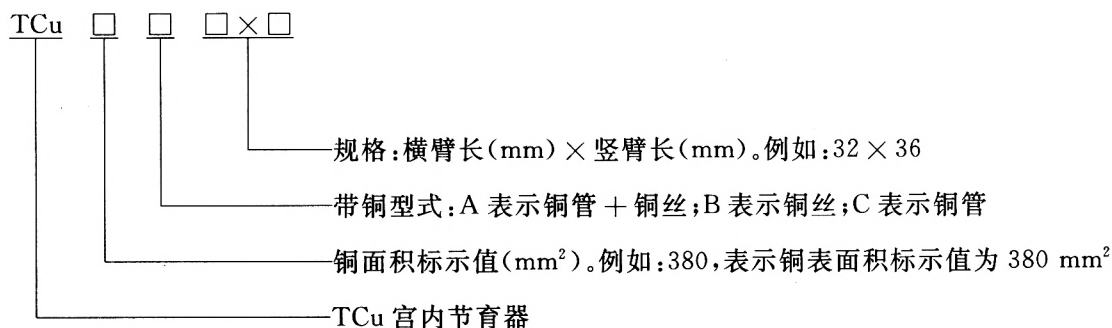 TCu □ □ □×□
规格:横臂长(mm)×竖臂长(mm)。例如:32×36
带铜型式:A 表示铜管+铜丝;B 表示铜丝;C 表示铜管
铜面积标示值(mm²)。例如:380,表示铜表面积标示值为 380 mm²
TCu 宫内节育器